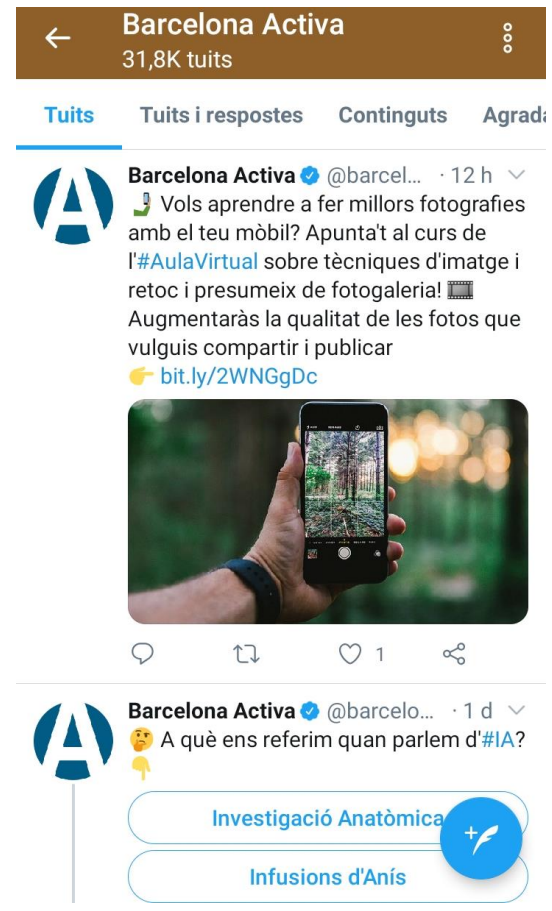 Barcelona Activa
31,8K tuits
Tuits Tuits i respostes Continguts Agrada
Barcelona Activa @barcel... · 12 h
Vols aprendre a fer millors fotografies
amb el teu mòbil? Apunta't al curs de
l'#AulaVirtual sobre tècniques d'imatge i
retoc i presumeix de fotogaleria!
Augmentaràs la qualitat de les fotos que
vulguis compartir i publicar
bit.ly/2WNGgDc
1
Barcelona Activa @barcelo... · 1 d
A què ens referim quan parlem d'#IA?
Investigació Anatòmica
Infusions d'Anís